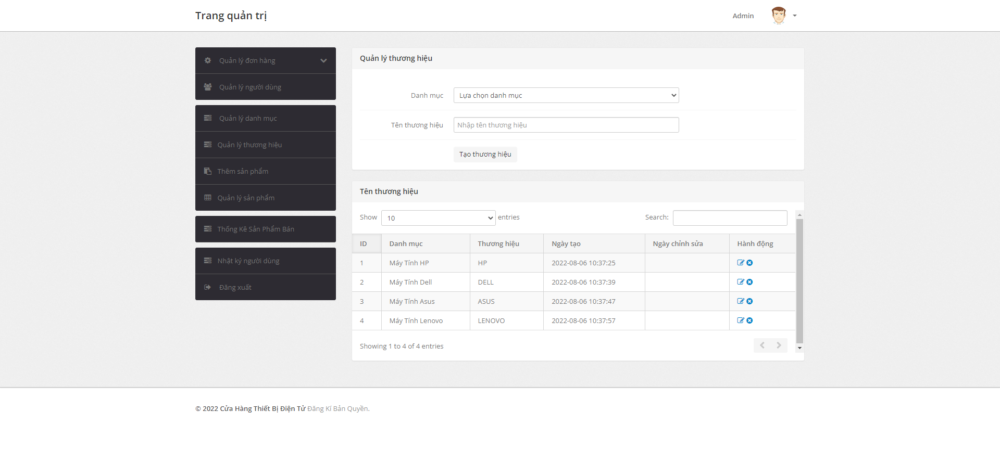 Trang quản trị
Admin
Quản lý đơn hàng
Quản lý người dùng
Quản lý danh mục
Quản lý thương hiệu
Thêm sản phẩm
Quản lý sản phẩm
Thống Kê Sản Phẩm Bán
Nhật ký người dùng
Đăng xuất
Quản lý thương hiệu
Danh mục Lựa chọn danh mục
Tên thương hiệu Nhập tên thương hiệu
Tạo thương hiệu
Tên thương hiệu
Show 10 entries Search:
ID Danh mục Thương hiệu Ngày tạo Ngày chỉnh sửa Hành động
1 Máy Tính HP HP 2022-08-06 10:37:25
2 Máy Tính Dell DELL 2022-08-06 10:37:39
3 Máy Tính Asus ASUS 2022-08-06 10:37:47
4 Máy Tính Lenovo LENOVO 2022-08-06 10:37:57
Showing 1 to 4 of 4 entries
© 2022 Cửa Hàng Thiết Bị Điện Tử Đăng Kí Bản Quyền.